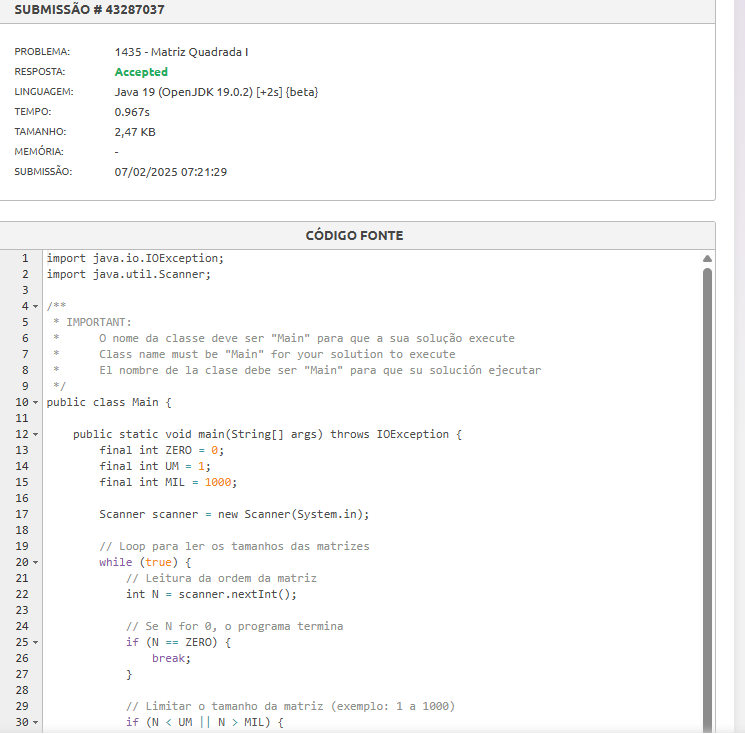 SUBMISSÃO # 43287037
PROBLEMA: 1435 - Matriz Quadrada I
RESPOSTA: Accepted
LINGUAGEM: Java 19 (OpenJDK 19.0.2) [+2s] {beta}
TEMPO: 0.967s
TAMANHO: 2,47 KB
MEMÓRIA: -
SUBMISSÃO: 07/02/2025 07:21:29
CÓDIGO FONTE
1 import java.io.IOException;
2 import java.util.Scanner;
3
4 /**
5  * IMPORTANT:
6  *      O nome da classe deve ser "Main" para que a sua solução execute
7  *      Class name must be "Main" for your solution to execute
8  *      El nombre de la clase debe ser "Main" para que su solución ejecutar
9  */
10 public class Main {
11
12     public static void main(String[] args) throws IOException {
13         final int ZERO = 0;
14         final int UM = 1;
15         final int MIL = 1000;
16
17         Scanner scanner = new Scanner(System.in);
18
19         // Loop para ler os tamanhos das matrizes
20         while (true) {
21             // Leitura da ordem da matriz
22             int N = scanner.nextInt();
23
24             // Se N for 0, o programa termina
25             if (N == ZERO) {
26                 break;
27             }
28
29             // Limitar o tamanho da matriz (exemplo: 1 a 1000)
30             if (N < UM || N > MIL) {